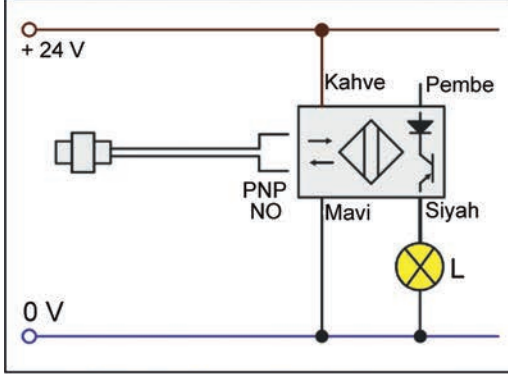 + 24 V
Kahve
Pembe
PNP
NO
Mavi
Siyah
L
0 V